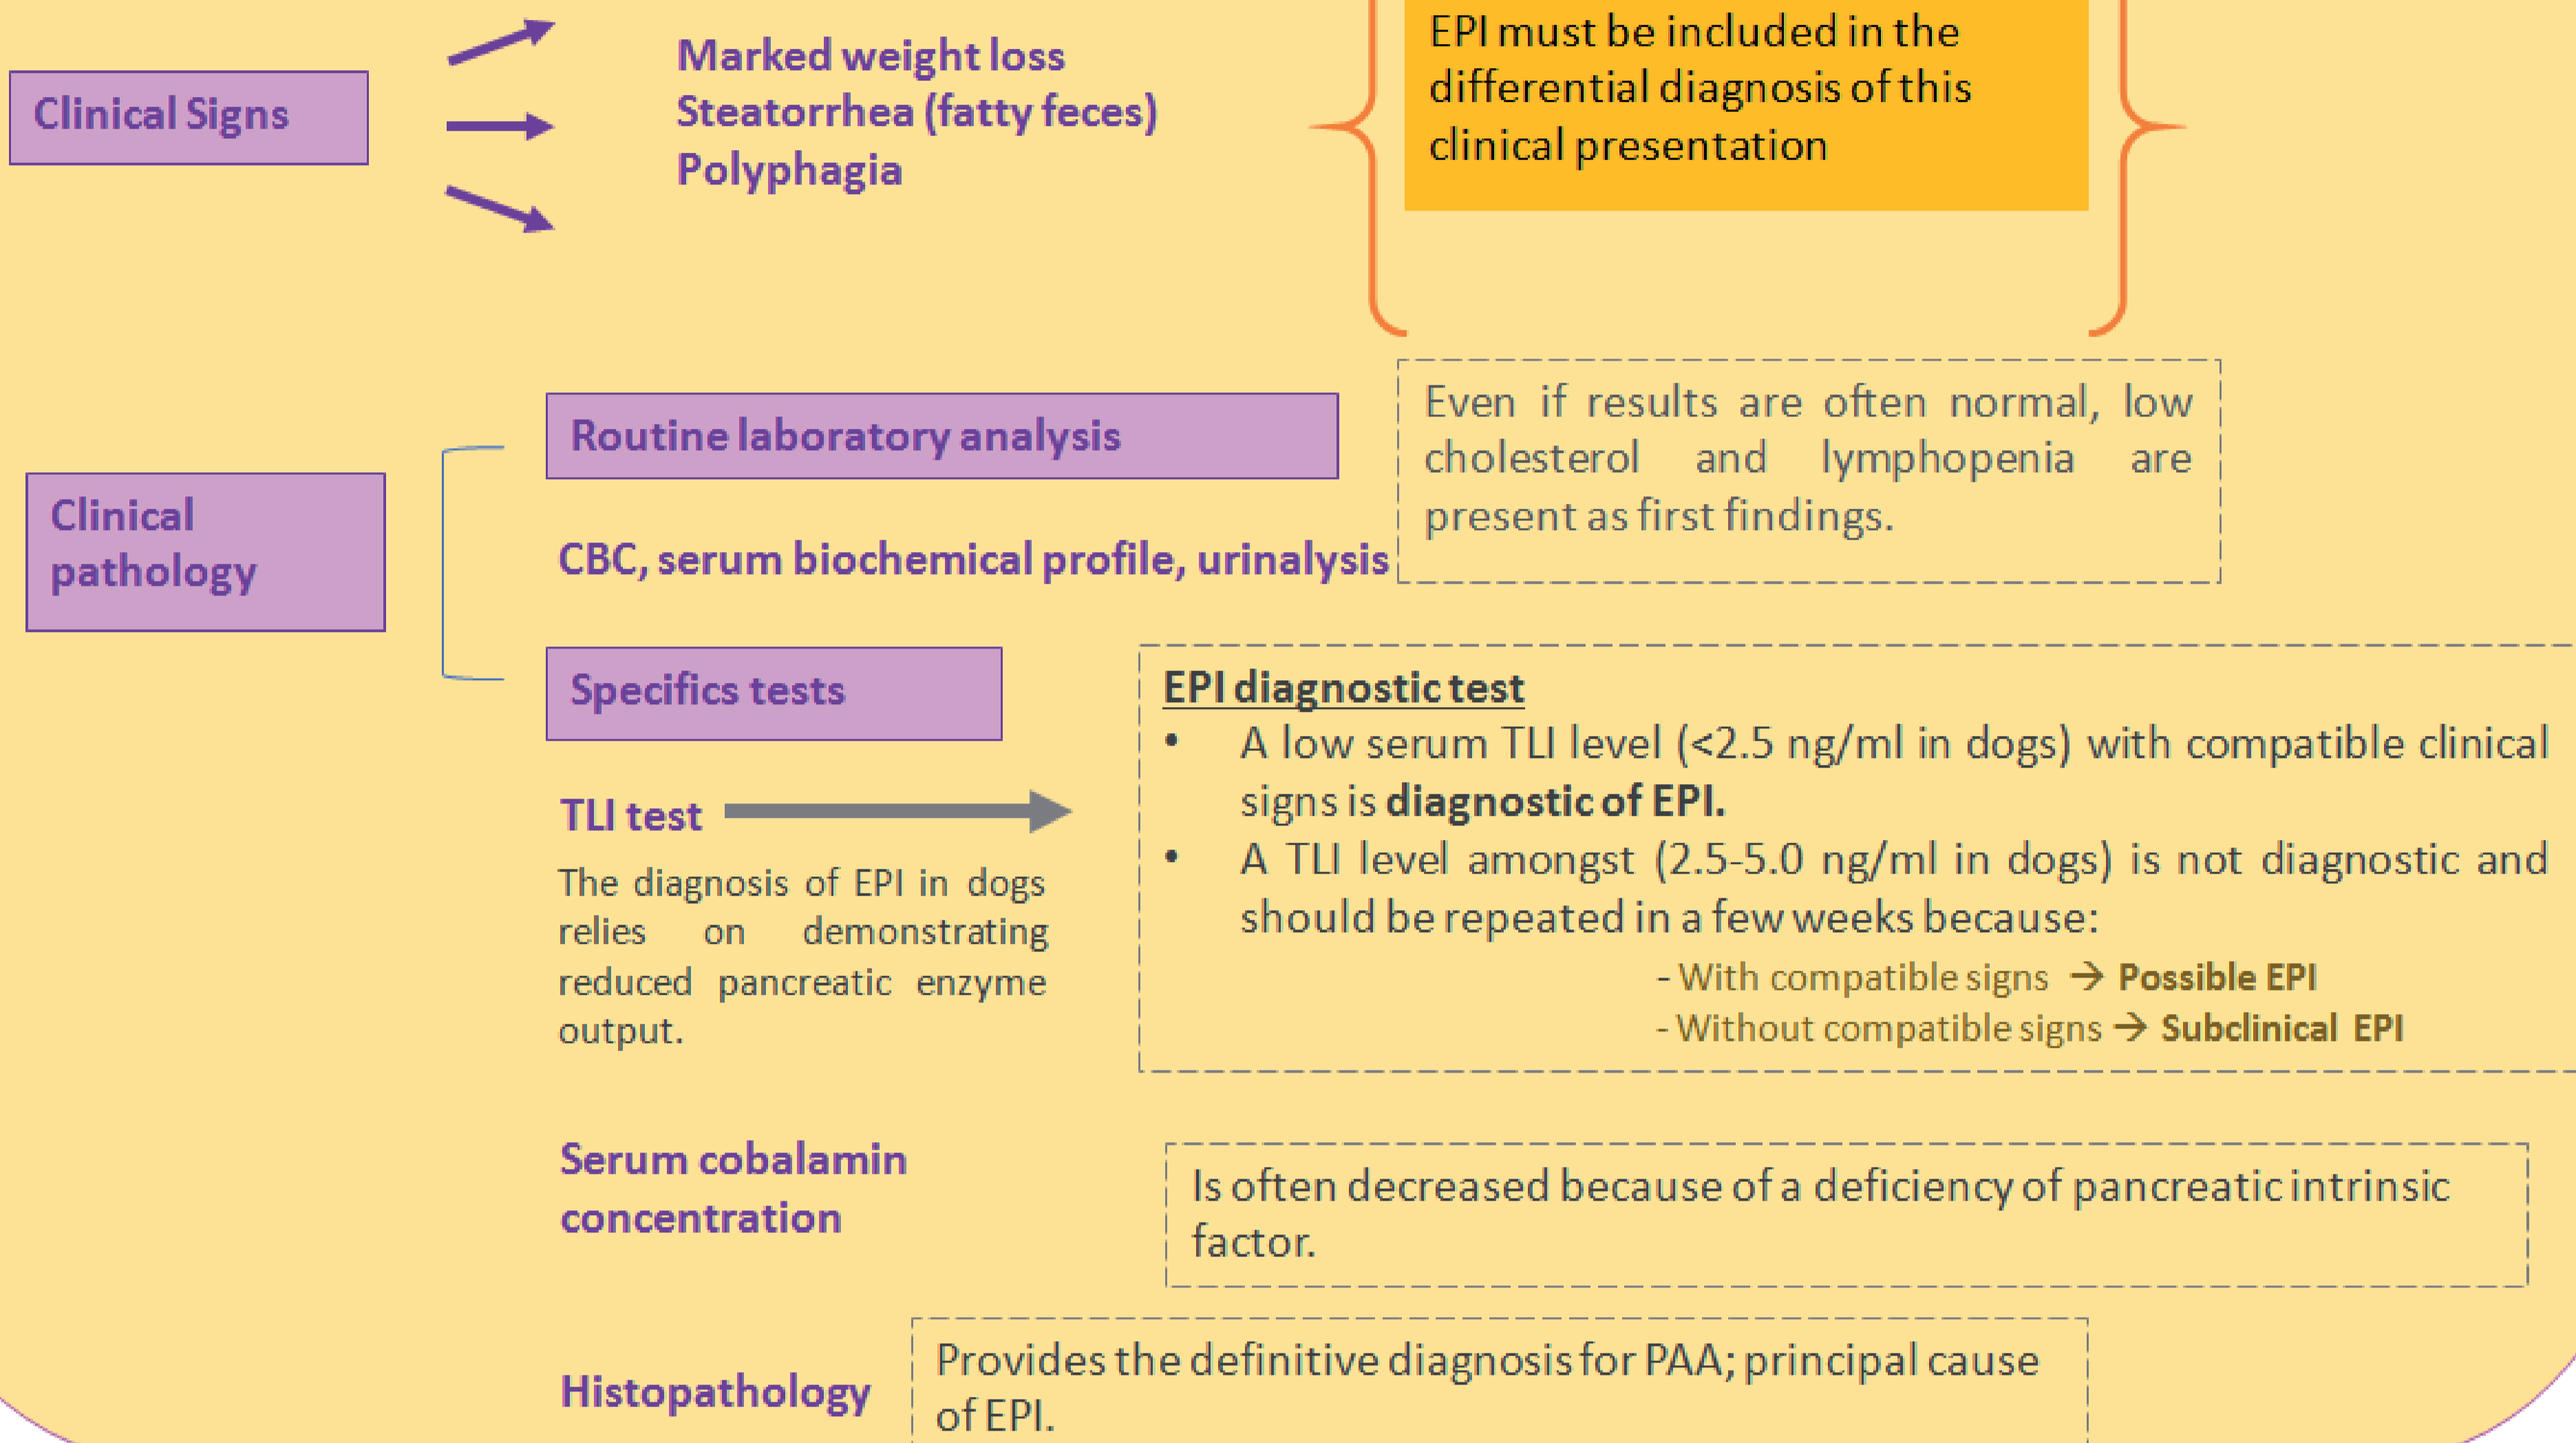 Clinical Signs
Marked weight loss
Steatorrhea (fatty feces)
Polyphagia
EPI must be included in the
differential diagnosis of this
clinical presentation
Clinical
pathology
Routine laboratory analysis
CBC, serum biochemical profile, urinalysis
Even if results are often normal, low
cholesterol and lymphopenia are
present as first findings.
Specifics tests
TLI test
The diagnosis of EPI in dogs
relies on demonstrating
reduced pancreatic enzyme
output.
EPI diagnostic test
• A low serum TLI level (<2.5 ng/ml in dogs) with compatible clinical
signs is diagnostic of EPI.
• A TLI level amongst (2.5-5.0 ng/ml in dogs) is not diagnostic and
should be repeated in a few weeks because:
- With compatible signs → Possible EPI
- Without compatible signs → Subclinical EPI
Serum cobalamin
concentration
Is often decreased because of a deficiency of pancreatic intrinsic
factor.
Histopathology
Provides the definitive diagnosis for PAA; principal cause
of EPI.